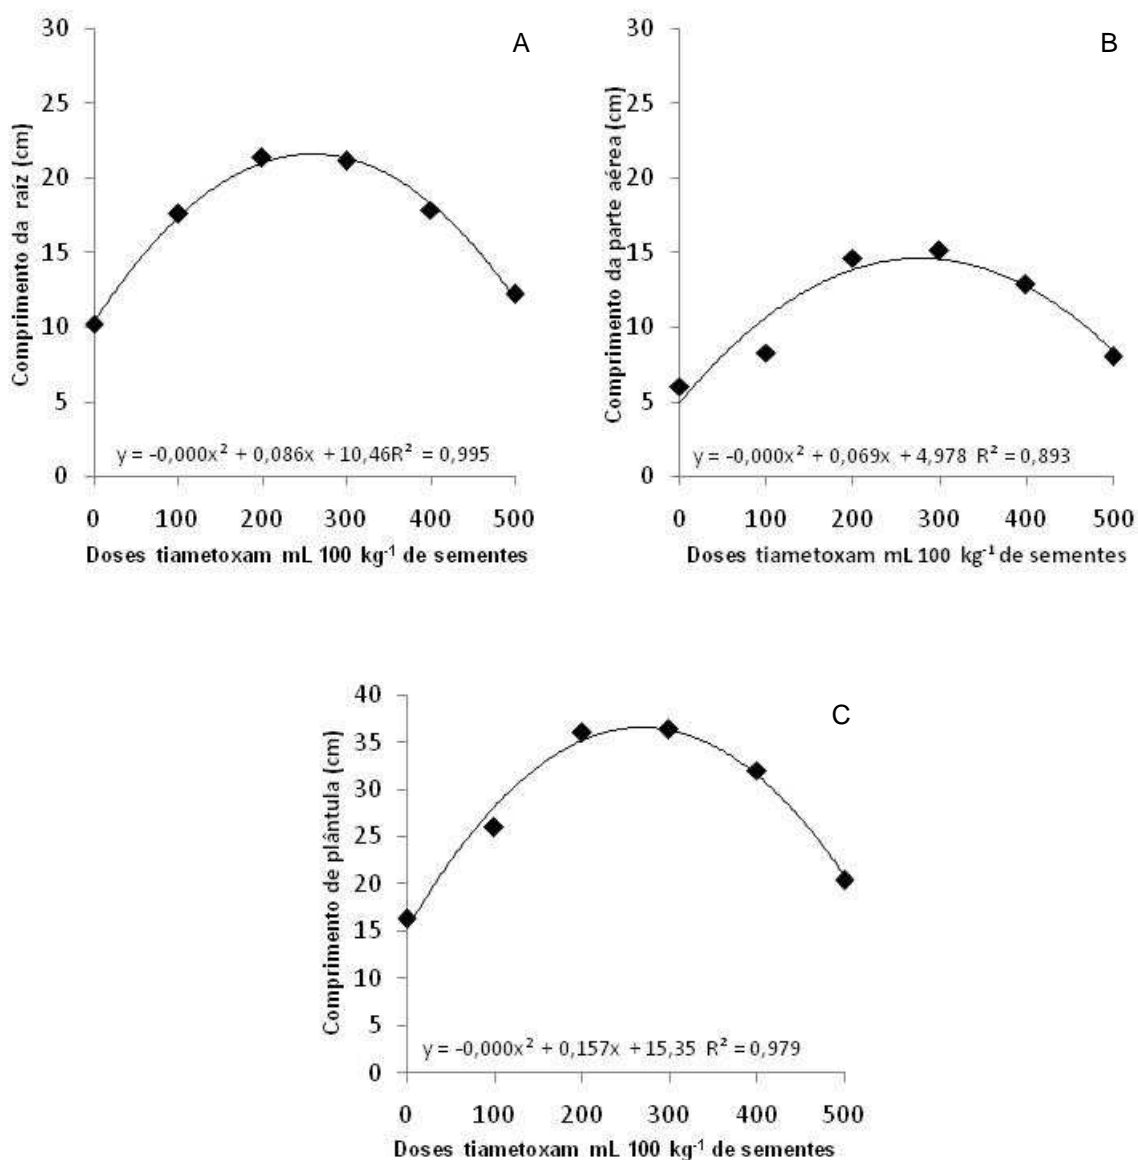 A
30
25
20
15
10
5
0
Comprimento da raíz (cm)
y = -0,000x² + 0,086x + 10,46R² = 0,995
0 100 200 300 400 500
Doses tiametoxam mL 100 kg⁻¹ de sementes
B
30
25
20
15
10
5
0
Comprimento da parte aérea (cm)
y = -0,000x² + 0,069x + 4,978 R² = 0,893
0 100 200 300 400 500
Doses tiametoxam mL 100 kg⁻¹ de sementes
C
40
35
30
25
20
15
10
5
0
Comprimento de plântula (cm)
y = -0,000x² + 0,157x + 15,35 R² = 0,979
0 100 200 300 400 500
Doses tiametoxam mL 100 kg⁻¹ de sementes